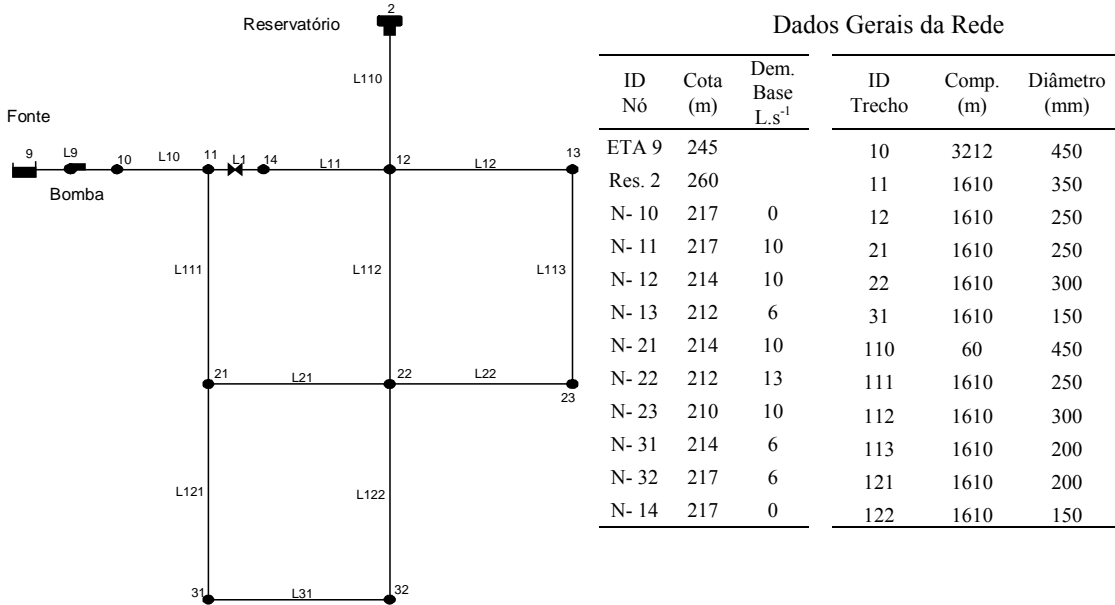 2
Reservatório
L110
Fonte
9
L9
10
L10
11
L1
14
L11
12
L12
13
Bomba
L111
L112
L113
21
L21
22
L22
23
L121
L122
31
L31
32
Dados Gerais da Rede
ID Nó Cota (m) Dem. Base L.s-1
ETA 9 245
Res. 2 260
N- 10 217 0
N- 11 217 10
N- 12 214 10
N- 13 212 6
N- 21 214 10
N- 22 212 13
N- 23 210 10
N- 31 214 6
N- 32 217 6
N- 14 217 0
ID Trecho Comp. (m) Diâmetro (mm)
10 3212 450
11 1610 350
12 1610 250
21 1610 250
22 1610 300
31 1610 150
110 60 450
111 1610 250
112 1610 300
113 1610 200
121 1610 200
122 1610 150